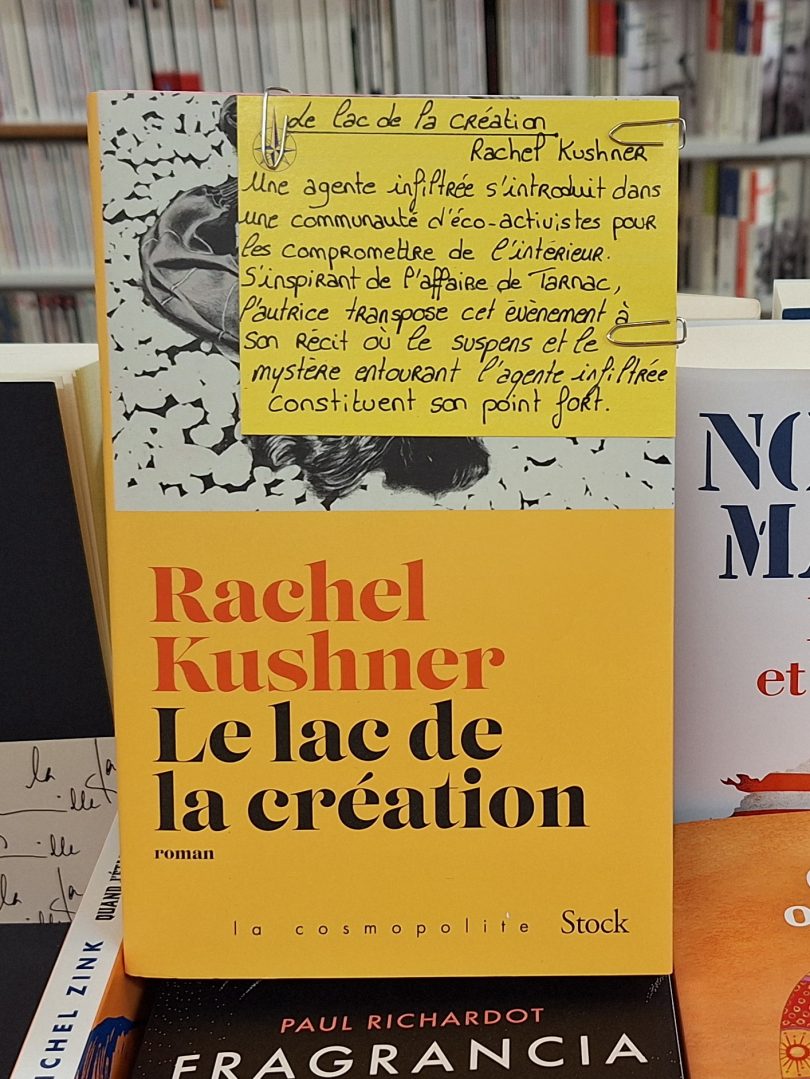 Le lac de la création
Rachel Kushner
Une agente infiltrée s'introduit dans
une communauté d'éco-activistes pour
les compromettre de l'intérieur.
S'inspirant de l'affaire de Tarnac,
l'autrice transpose cet évènement à
son récit où le suspens et le
mystère entourant l'agente infiltrée
constituent son point fort.
Rachel
Kushner
Le lac de
la création
roman
la cosmopolite Stock
et
la
ZINK
QUAND
PAUL RICHARDOT
FRAGRANCIA